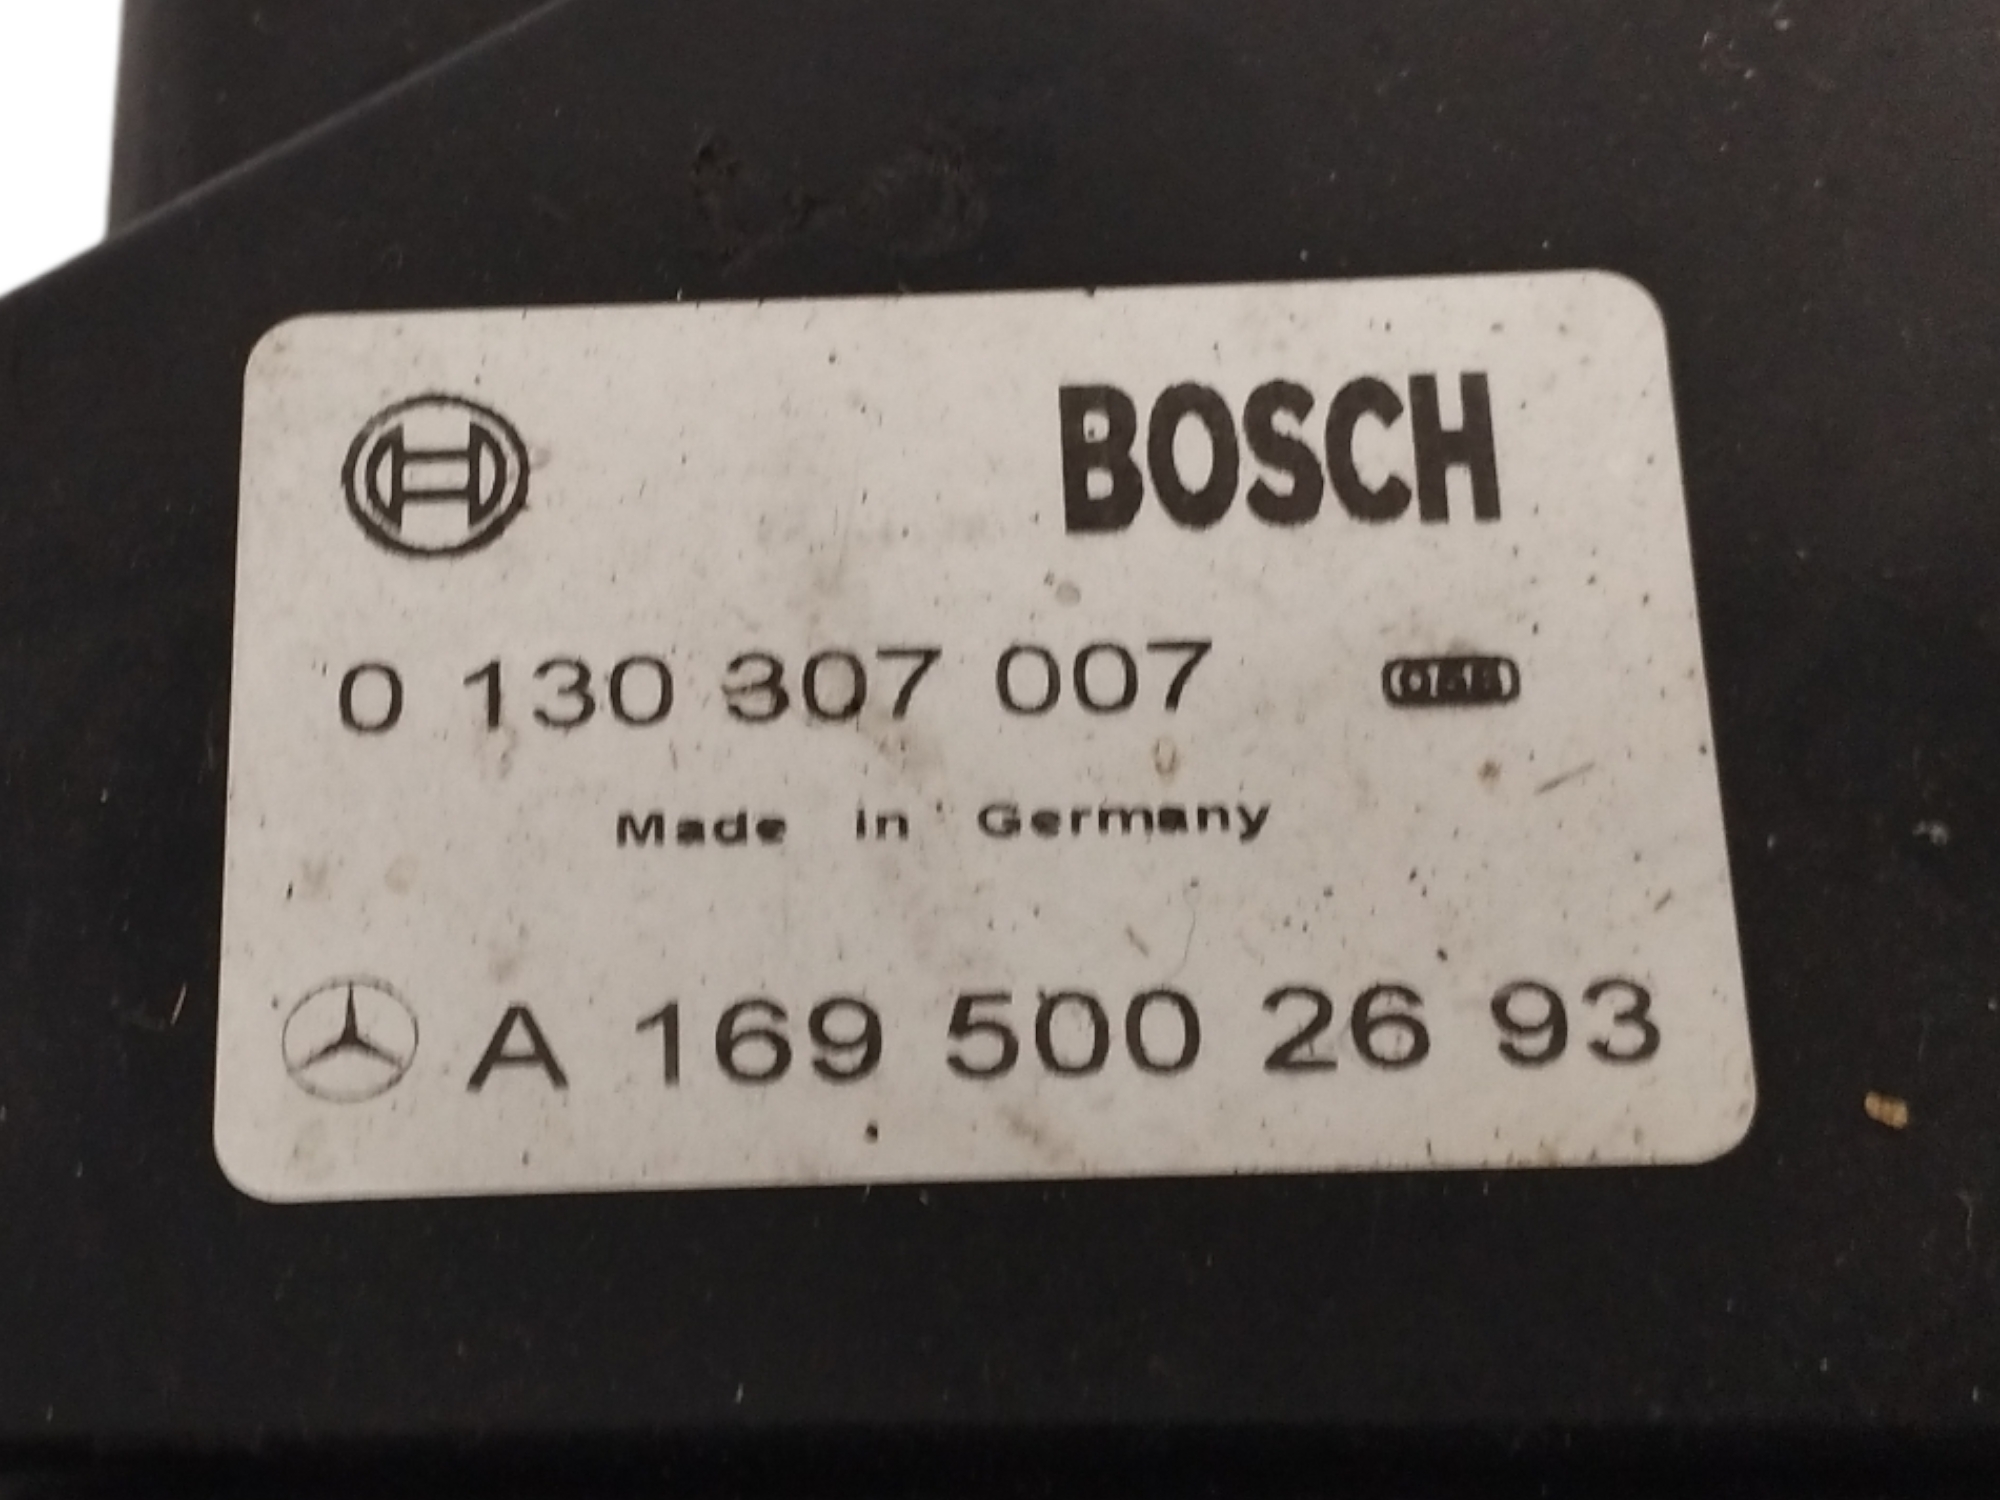 BOSCH
0 130 307 007
Made in Germany
A 169 500 26 93